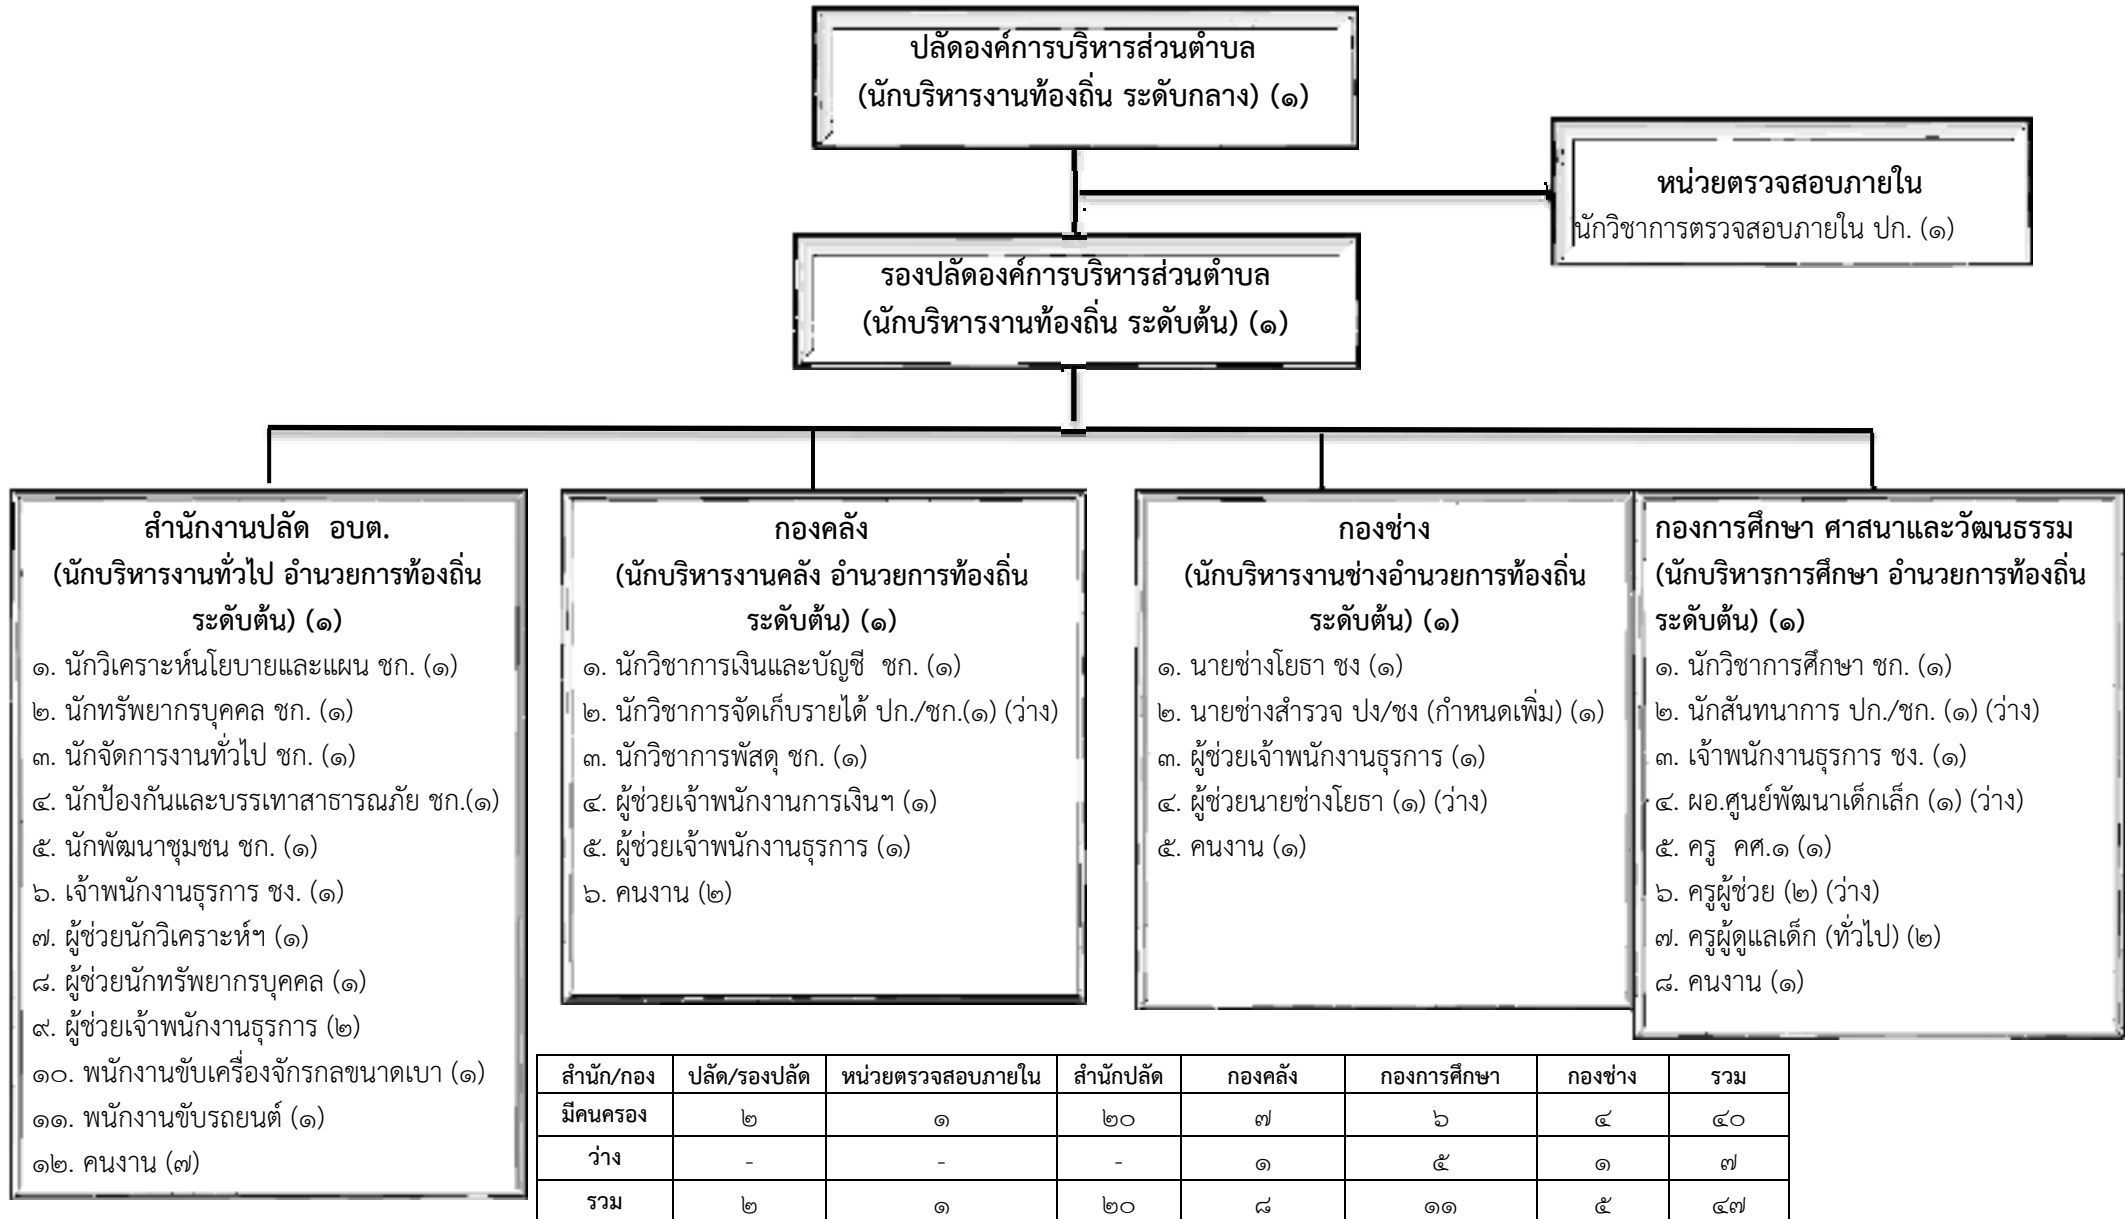 ปลัดองค์การบริหารส่วนตำบล
(นักบริหารงานท้องถิ่น ระดับกลาง) (๑)
หน่วยตรวจสอบภายใน
นักวิชาการตรวจสอบภายใน ปก. (๑)
รองปลัดองค์การบริหารส่วนตำบล
(นักบริหารงานท้องถิ่น ระดับต้น) (๑)
สำนักงานปลัด อบต.
(นักบริหารงานทั่วไป อำนวยการท้องถิ่น
ระดับต้น) (๑)
๑. นักวิเคราะห์นโยบายและแผน ชก. (๑)
๒. นักทรัพยากรบุคคล ชก. (๑)
๓. นักจัดการงานทั่วไป ชก. (๑)
๔. นักป้องกันและบรรเทาสาธารณภัย ชก.(๑)
๕. นักพัฒนาชุมชน ชก. (๑)
๖. เจ้าพนักงานธุรการ ชง. (๑)
๗. ผู้ช่วยนักวิเคราะห์ฯ (๑)
๘. ผู้ช่วยนักทรัพยากรบุคคล (๑)
๙. ผู้ช่วยเจ้าพนักงานธุรการ (๒)
๑๐. พนักงานขับเครื่องจักรกลขนาดเบา (๑)
๑๑. พนักงานขับรถยนต์ (๑)
๑๒. คนงาน (๗)
กองคลัง
(นักบริหารงานคลัง อำนวยการท้องถิ่น
ระดับต้น) (๑)
๑. นักวิชาการเงินและบัญชี ชก. (๑)
๒. นักวิชาการจัดเก็บรายได้ ปก./ชก.(๑) (ว่าง)
๓. นักวิชาการพัสดุ ชก. (๑)
๔. ผู้ช่วยเจ้าพนักงานการเงินฯ (๑)
๕. ผู้ช่วยเจ้าพนักงานธุรการ (๑)
๖. คนงาน (๒)
กองช่าง
(นักบริหารงานช่างอำนวยการท้องถิ่น
ระดับต้น) (๑)
๑. นายช่างโยธา ชง (๑)
๒. นายช่างสำรวจ ปง/ชง (กำหนดเพิ่ม) (๑)
๓. ผู้ช่วยเจ้าพนักงานธุรการ (๑)
๔. ผู้ช่วยนายช่างโยธา (๑) (ว่าง)
๕. คนงาน (๑)
กองการศึกษา ศาสนาและวัฒนธรรม
(นักบริหารการศึกษา อำนวยการท้องถิ่น
ระดับต้น) (๑)
๑. นักวิชาการศึกษา ชก. (๑)
๒. นักสันทนาการ ปก./ชก. (๑) (ว่าง)
๓. เจ้าพนักงานธุรการ ชง. (๑)
๔. ผอ.ศูนย์พัฒนาเด็กเล็ก (๑) (ว่าง)
๕. ครู คศ.๑ (๑)
๖. ครูผู้ช่วย (๒) (ว่าง)
๗. ครูผู้ดูแลเด็ก (ทั่วไป) (๒)
๘. คนงาน (๑)
สำนัก/กอง ปลัด/รองปลัด หน่วยตรวจสอบภายใน สำนักปลัด กองคลัง กองการศึกษา กองช่าง รวม
มีคนครอง ๒ ๑ ๒๐ ๗ ๖ ๔ ๔๐
ว่าง - - - ๑ ๕ ๑ ๗
รวม ๒ ๑ ๒๐ ๘ ๑๑ ๕ ๔๗